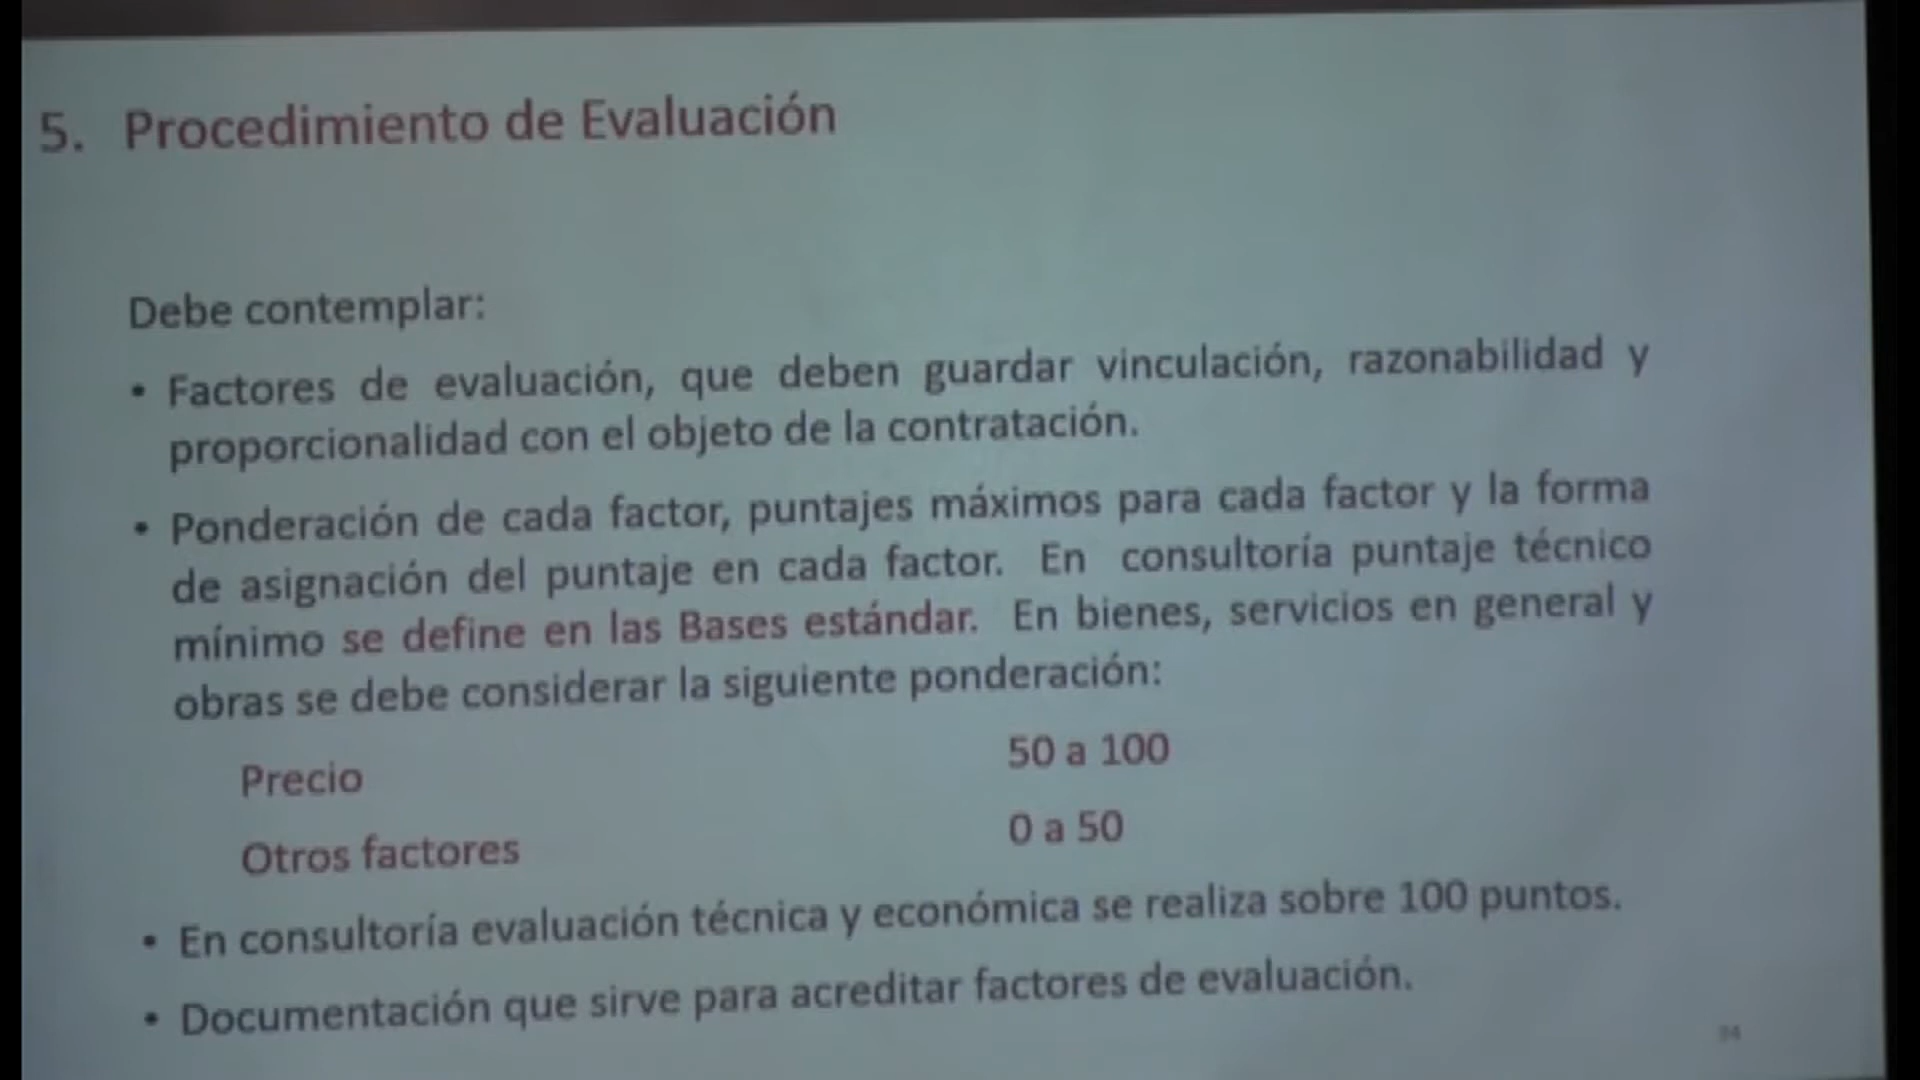 5. Procedimiento de Evaluación
Debe contemplar:
• Factores de evaluación, que deben guardar vinculación, razonabilidad y
proporcionalidad con el objeto de la contratación.
• Ponderación de cada factor, puntajes máximos para cada factor y la forma
de asignación del puntaje en cada factor. En consultoría puntaje técnico
mínimo se define en las Bases estándar. En bienes, servicios en general y
obras se debe considerar la siguiente ponderación:
Precio 50 a 100
Otros factores 0 a 50
• En consultoría evaluación técnica y económica se realiza sobre 100 puntos.
• Documentación que sirve para acreditar factores de evaluación.